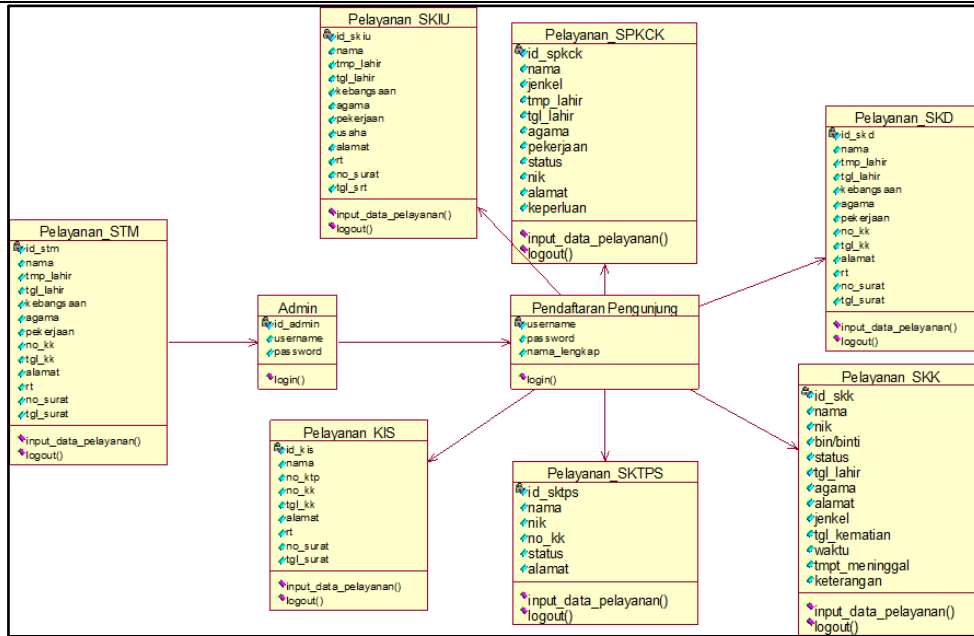 Pelayanan_SKIU
id_skiu
nama
tmp_lahir
tgl_lahir
kebangsaan
agama
pekerjaan
usaha
alamat
rt
no_surat
tgl_srt
input_data_pelayanan()
logout()
Pelayanan_SPKCK
id_spkck
nama
jenkel
tmp_lahir
tgl_lahir
agama
pekerjaan
status
nik
alamat
keperluan
input_data_pelayanan()
logout()
Pelayanan_SKD
id_skd
nama
tmp_lahir
tgl_lahir
kebangsaan
agama
pekerjaan
no_kk
tgl_kk
alamat
rt
no_surat
tgl_surat
input_data_pelayanan()
logout()
Pelayanan_STM
id_stm
nama
tmp_lahir
tgl_lahir
kebangsaan
agama
pekerjaan
no_kk
tgl_kk
alamat
rt
no_surat
tgl_surat
input_data_pelayanan()
logout()
Admin
id_admin
username
password
login()
Pendaftaran Pengunjung
username
password
nama_lengkap
login()
Pelayanan_KIS
id_kis
nama
no_ktp
no_kk
tgl_kk
alamat
rt
no_surat
tgl_surat
input_data_pelayanan()
logout()
Pelayanan_SKTPS
id_sktps
nama
nik
no_kk
status
alamat
input_data_pelayanan()
logout()
Pelayanan_SKK
id_skk
nama
nik
bin/binti
status
tgl_lahir
agama
alamat
jenkel
tgl_kematian
waktu
tmpt_meninggal
keterangan
input_data_pelayanan()
logout()